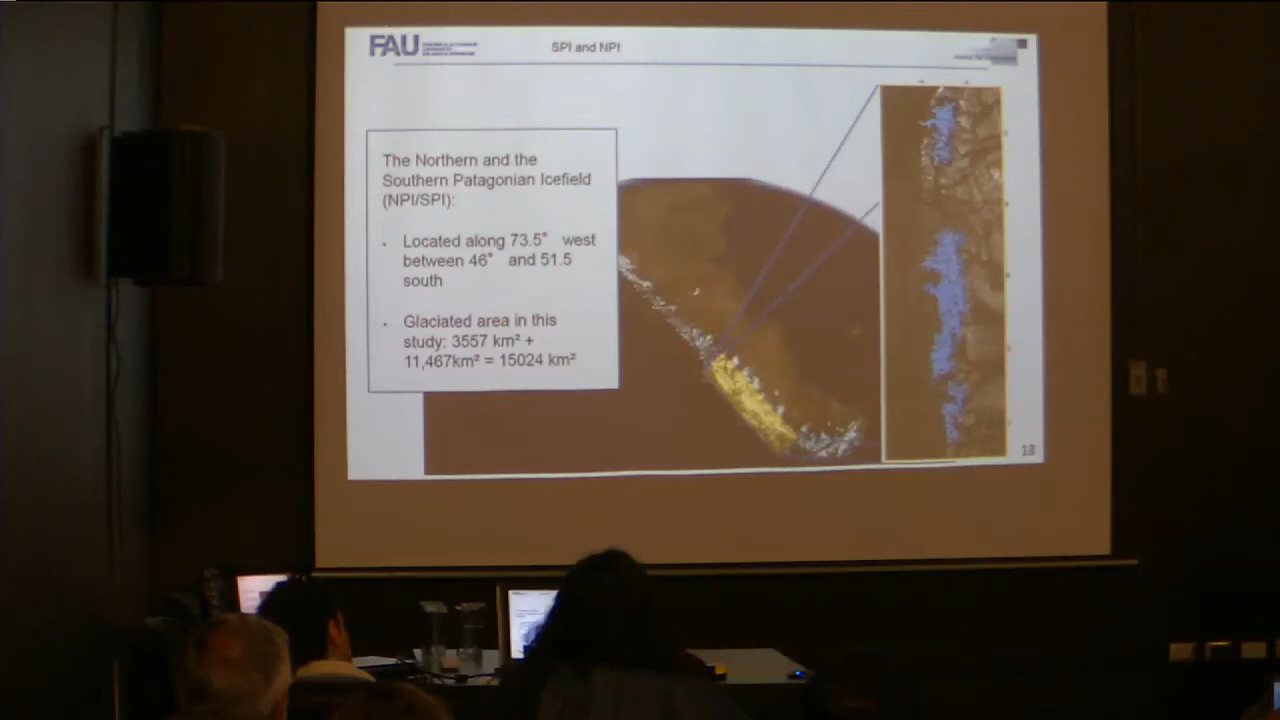 FAU
SPI and NPI
The Northern and the
Southern Patagonian Icefield
(NPI/SPI):
• Located along 73.5° west
between 46° and 51.5
south
• Glaciated area in this
study: 3557 km² +
11,467km² = 15024 km²